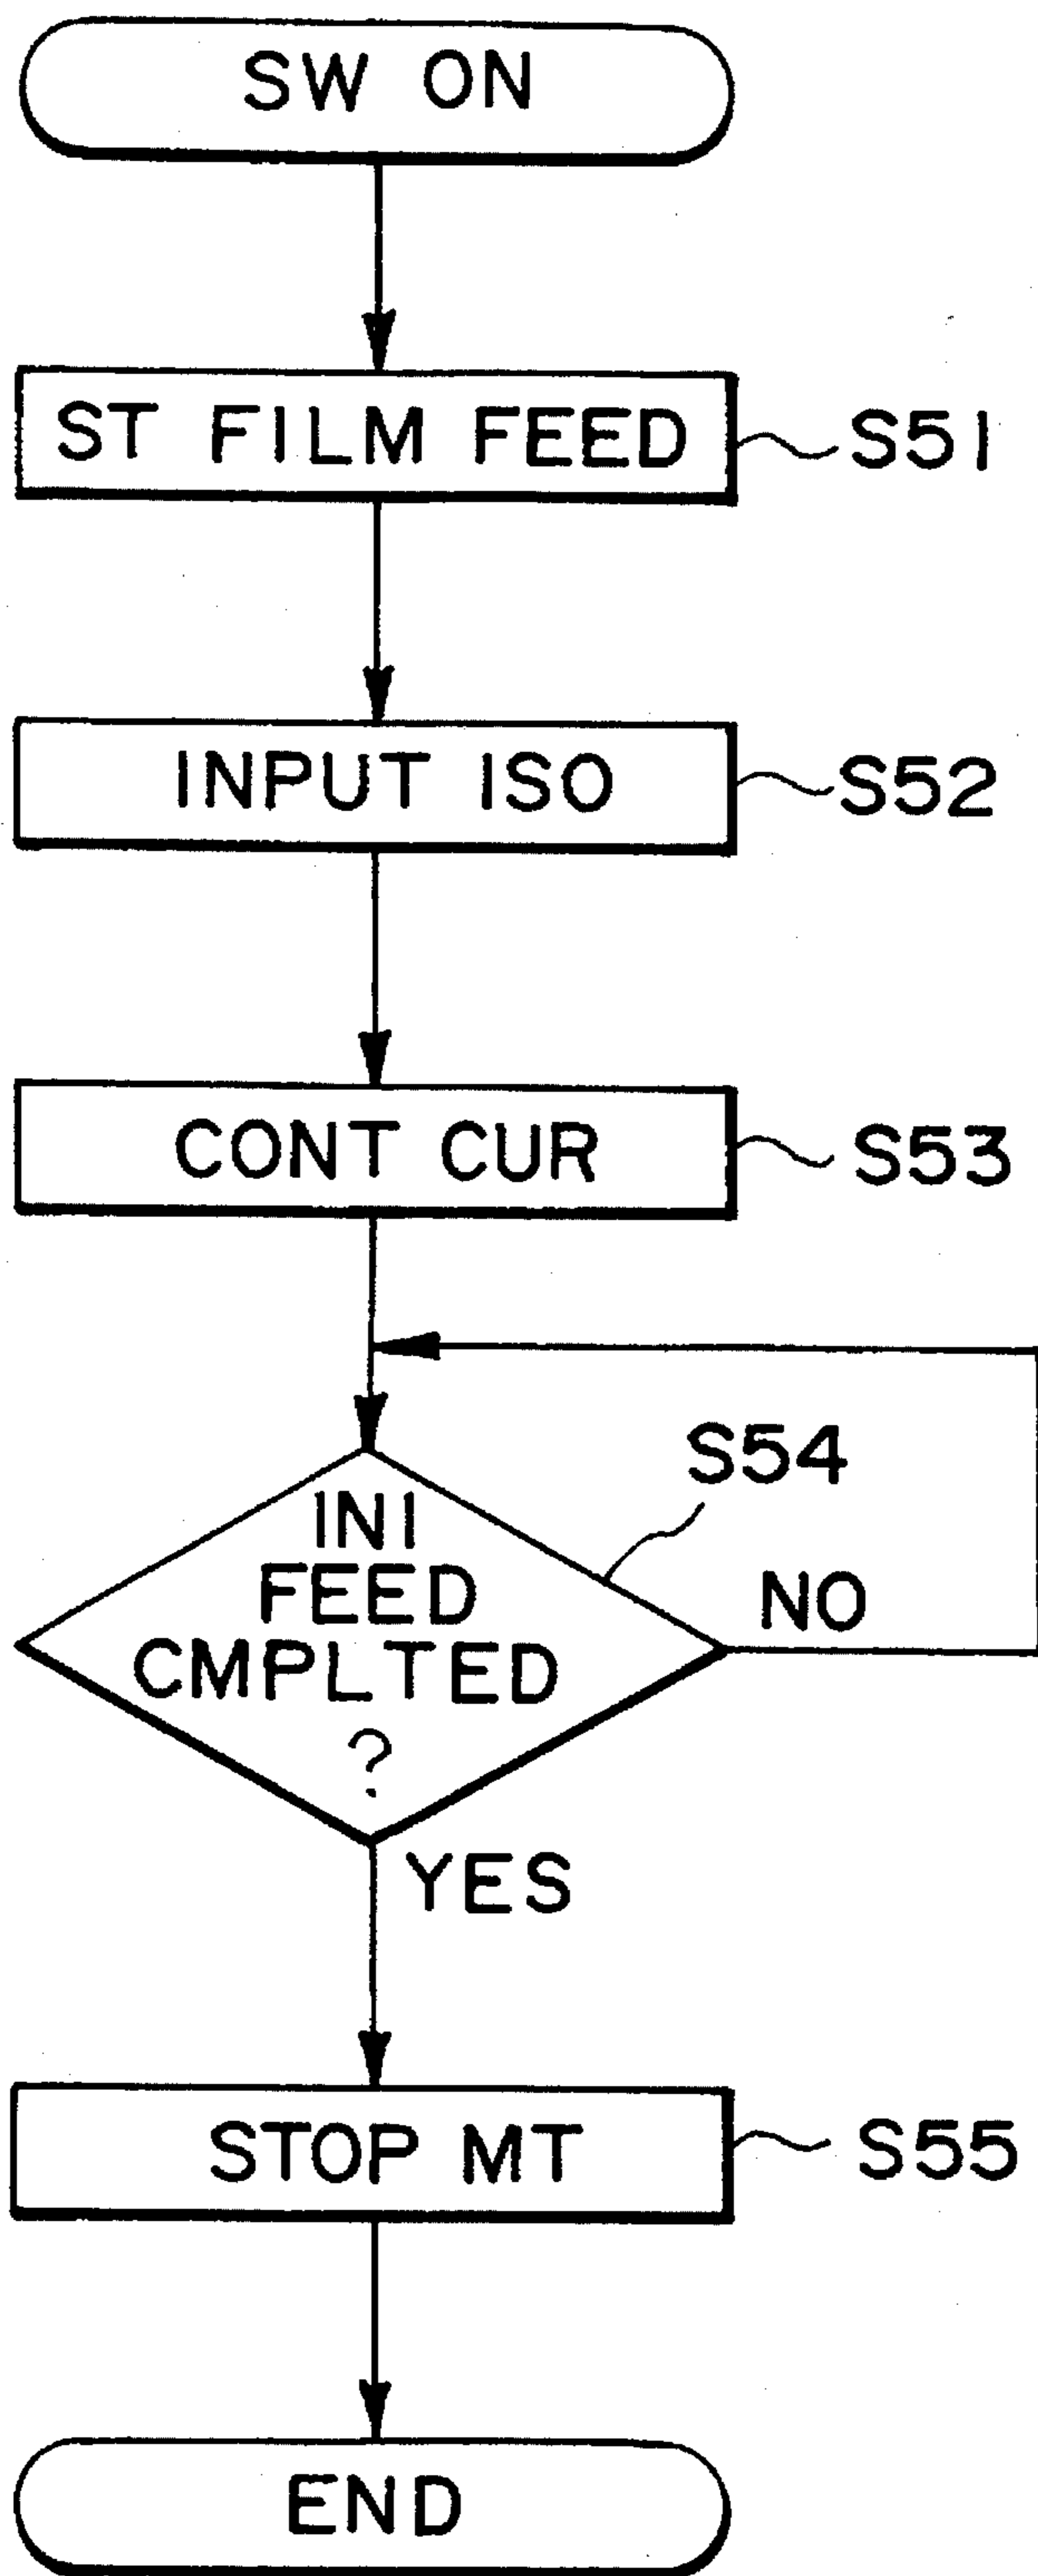 SW ON
ST FILM FEED
S51
INPUT ISO
S52
CONT CUR
S53
S54
INI
FEED
CMPLTED
?
NO
YES
STOP MT
S55
END